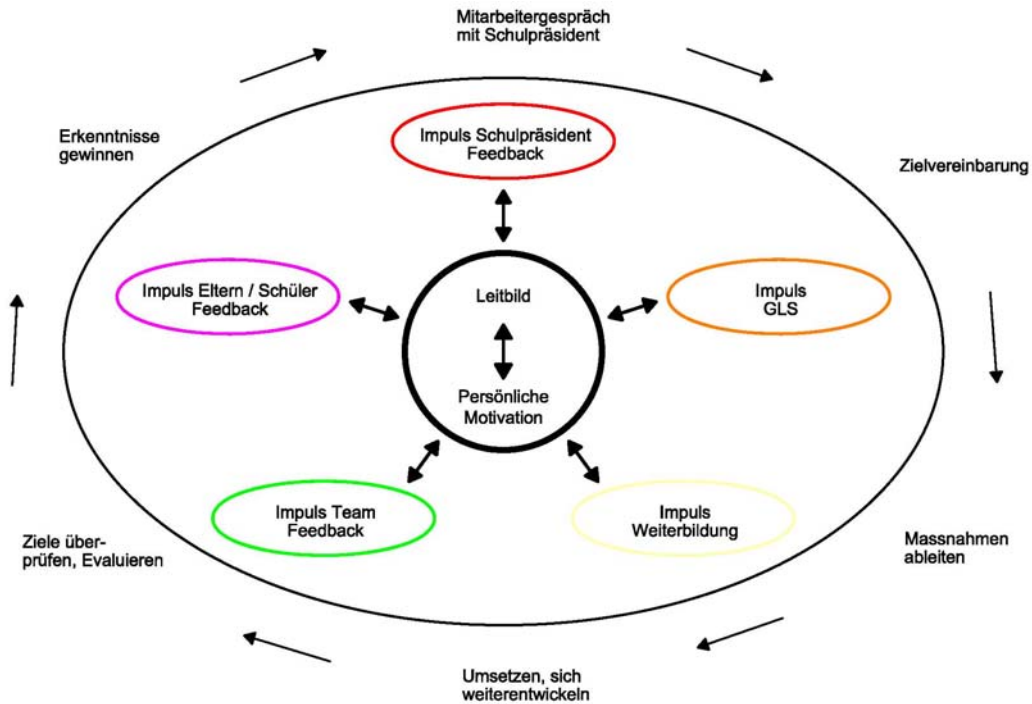 Mitarbeitergespräch
mit Schulpräsident
Erkenntnisse
gewinnen
Impuls Schulpräsident
Feedback
Zielvereinbarung
Impuls Eltern / Schüler
Feedback
Leitbild
Impuls
GLS
Persönliche
Motivation
Impuls Team
Feedback
Impuls
Weiterbildung
Ziele über-
prüfen, Evaluieren
Massnahmen
ableiten
Umsetzen, sich
weiterentwickeln